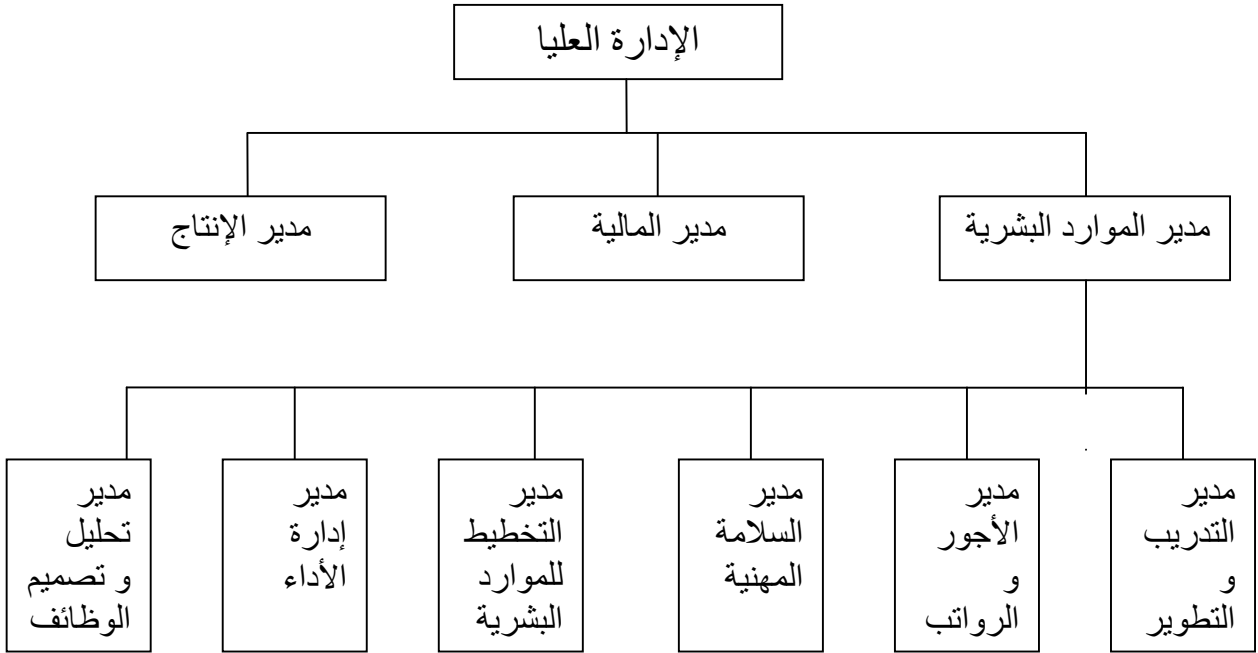 الإدارة العليا
مدير الموارد البشرية
مدير المالية
مدير الإنتاج
مدير
التدريب
و
التطوير
مدير
الأجور
و
الرواتب
مدير
السلامة
المهنية
مدير
التخطيط
للموارد
البشرية
مدير
إدارة
الأداء
مدير
تحليل
و تصميم
الوظائف